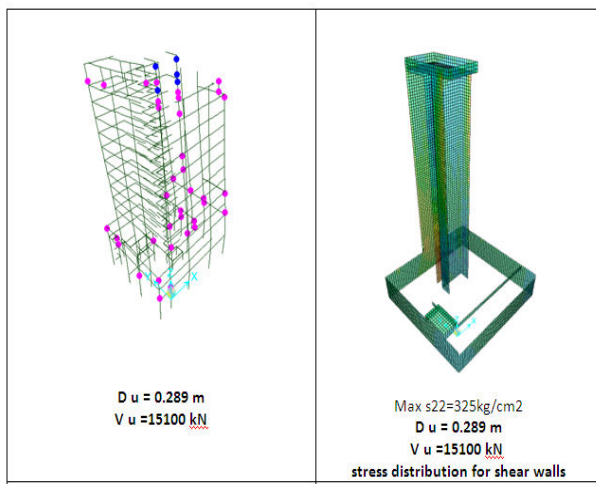 X
D u = 0.289 m
V u =15100 kN
Max s22=325kg/cm2
D u = 0.289 m
V u =15100 kN
stress distribution for shear walls